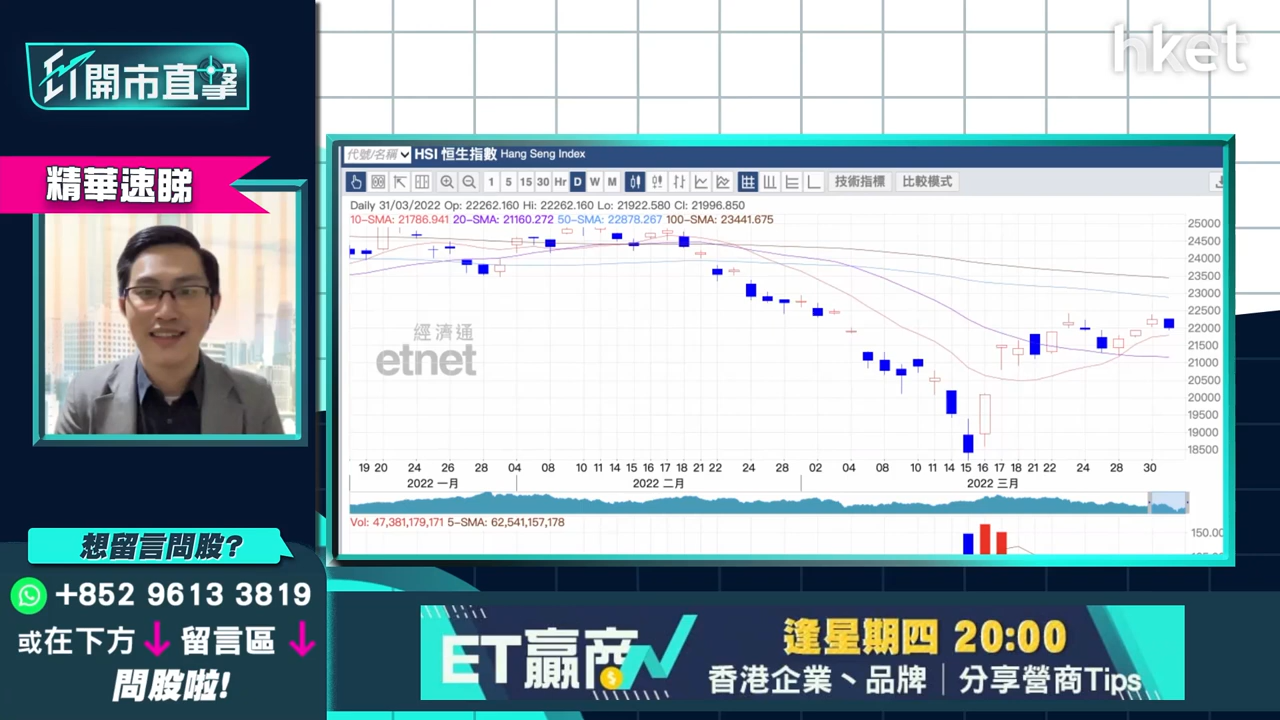 hket
ET開市直擊
精華速睇
代號/名稱 HSI 恒生指數 Hang Seng Index
1 5 15 30 Hr D W M 技術指標 比較模式
Daily 31/03/2022 Op: 22262.160 Hi: 22262.160 Lo: 21922.580 Cl: 21996.850
10-SMA: 21786.941 20-SMA: 21160.272 50-SMA: 22878.267 100-SMA: 23441.675
25000
24500
24000
23500
23000
22500
22000
21500
21000
20500
20000
19500
19000
18500
經濟通
etnet
19 20 24 26 28 04 08 10 11 14 15 16 17 18 21 22 24 28 02 04 08 10 11 14 15 16 17 18 21 22 24 28 30
2022 一月 2022 二月 2022 三月
Vol: 47,381,179,171 5-SMA: 62,541,157,178
150.00
想留言問股?
+852 9613 3819
或在下方 留言區
問股啦!
ET贏商
逢星期四 20:00
香港企業、品牌｜分享營商Tips